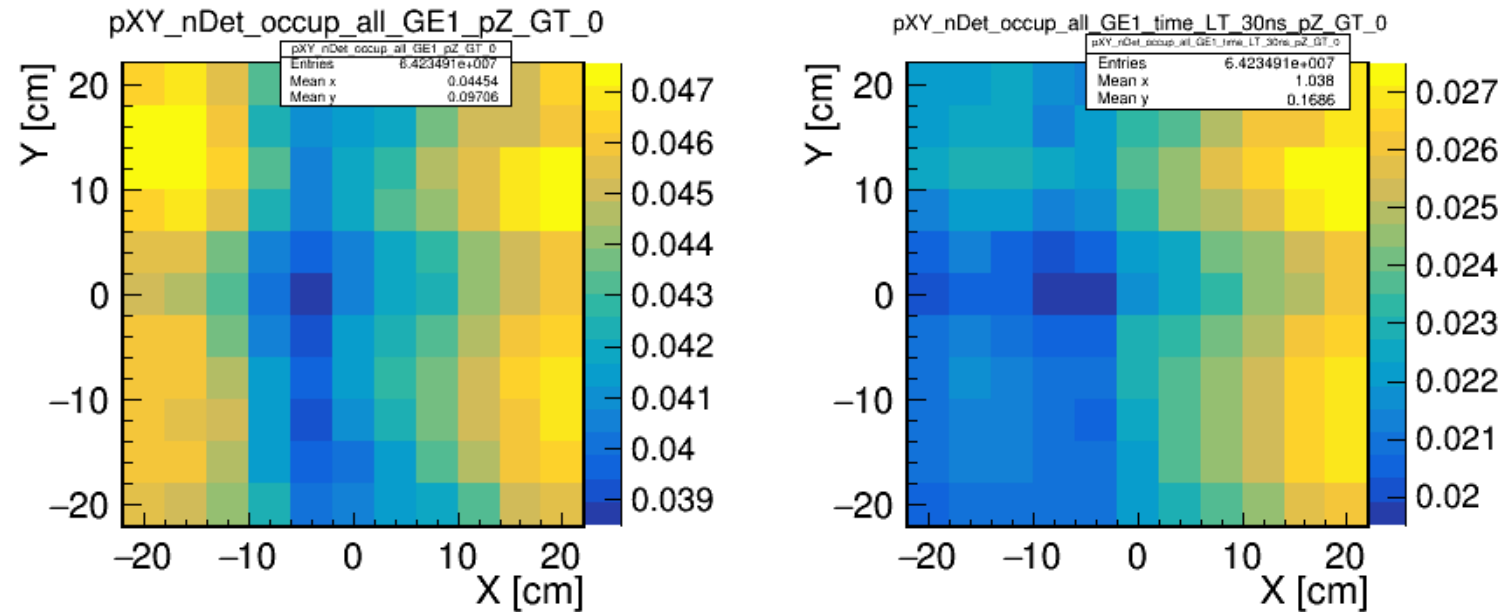 pXY_nDet_occup_all_GE1_pZ_GT_0
pXY_nDet_occup_all_GE1_pZ_GT_0
Entries 6.423491e+007
Mean x 0.04454
Mean y 0.09706
Y [cm]
20
10
0
−10
−20
−20 −10 0 10 20
X [cm]
0.047
0.046
0.045
0.044
0.043
0.042
0.041
0.04
0.039
pXY_nDet_occup_all_GE1_time_LT_30ns_pZ_GT_0
pXY_nDet_occup_all_GE1_time_LT_30ns_pZ_GT_0
Entries 6.423491e+007
Mean x 1.038
Mean y 0.1686
Y [cm]
20
10
0
−10
−20
−20 −10 0 10 20
X [cm]
0.027
0.026
0.025
0.024
0.023
0.022
0.021
0.02